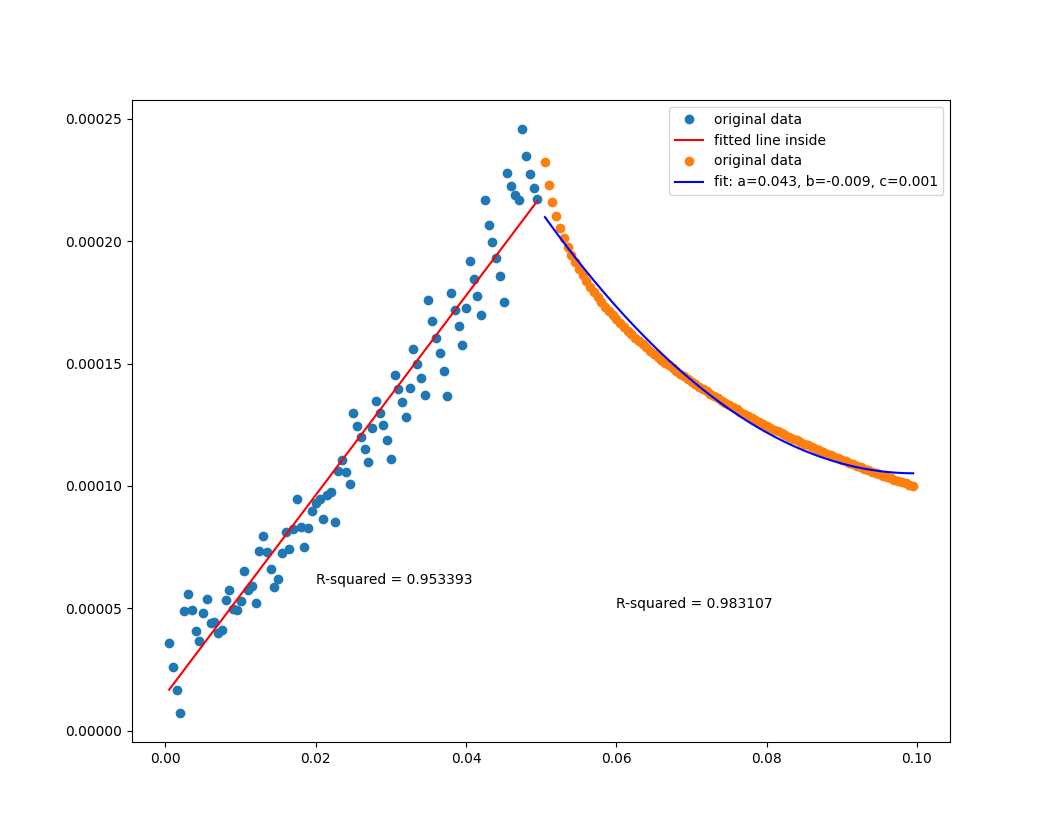 original data
fitted line inside
original data
fit: a=0.043, b=-0.009, c=0.001
0.00025
0.00020
0.00015
0.00010
0.00005
0.00000
R-squared = 0.953393
R-squared = 0.983107
0.00
0.02
0.04
0.06
0.08
0.10